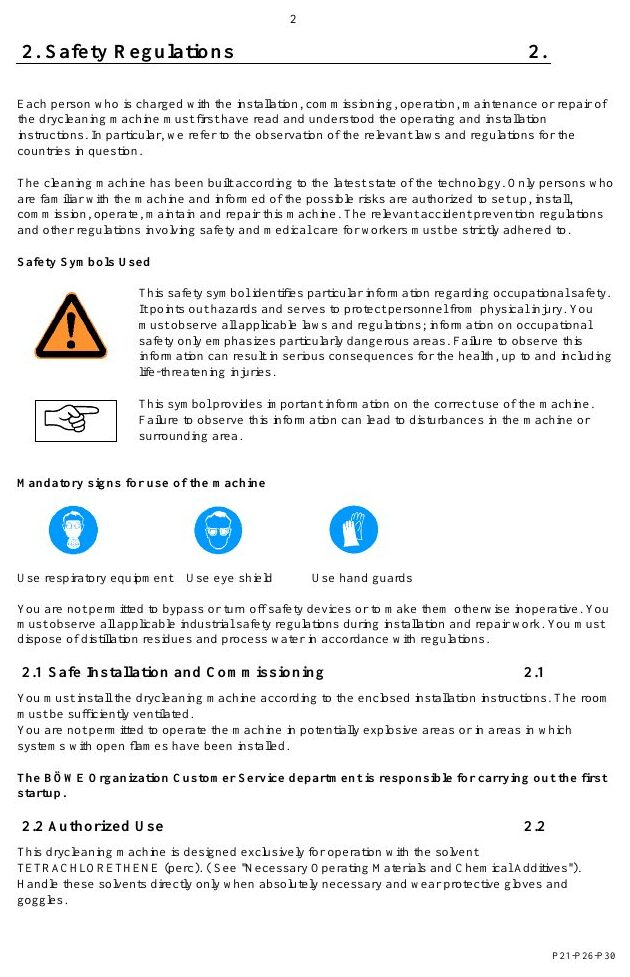 2
2. Safety Regulations 2.
Each person who is charged with the installation, commissioning, operation, maintenance or repair of
the drycleaning machine must first have read and understood the operating and installation
instructions. In particular, we refer to the observation of the relevant laws and regulations for the
countries in question.
The cleaning machine has been built according to the latest state of the technology. Only persons who
are familiar with the machine and informed of the possible risks are authorized to set up, install,
commission, operate, maintain and repair this machine. The relevant accident prevention regulations
and other regulations involving safety and medical care for workers must be strictly adhered to.
Safety Symbols Used
This safety symbol identifies particular information regarding occupational safety.
It points out hazards and serves to protect personnel from physical injury. You
must observe all applicable laws and regulations; information on occupational
safety only emphasizes particularly dangerous areas. Failure to observe this
information can result in serious consequences for the health, up to and including
life-threatening injuries.
This symbol provides important information on the correct use of the machine.
Failure to observe this information can lead to disturbances in the machine or
surrounding area.
Mandatory signs for use of the machine
Use respiratory equipment Use eye shield Use hand guards
You are not permitted to bypass or turn off safety devices or to make them otherwise inoperative. You
must observe all applicable industrial safety regulations during installation and repair work. You must
dispose of distillation residues and process water in accordance with regulations.
2.1 Safe Installation and Commissioning 2.1
You must install the drycleaning machine according to the enclosed installation instructions. The room
must be sufficiently ventilated.
You are not permitted to operate the machine in potentially explosive areas or in areas in which
systems with open flames have been installed.
The BÖWE Organization Customer Service department is responsible for carrying out the first
startup.
2.2 Authorized Use 2.2
This drycleaning machine is designed exclusively for operation with the solvent
TETRACHLORETHENE (perc). (See "Necessary Operating Materials and Chemical Additives").
Handle these solvents directly only when absolutely necessary and wear protective gloves and
goggles.
P21-P26-P30